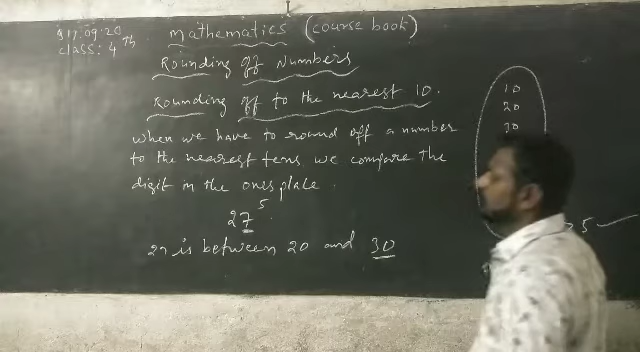 17.09.20
class: 4th
Mathematics (course book)
Rounding off Numbers
Rounding off to the nearest 10.
when we have to round off a number
to the nearest tens we compare the
digit in the ones place.
27 5
27 is between 20 and 30
10
20
30
5